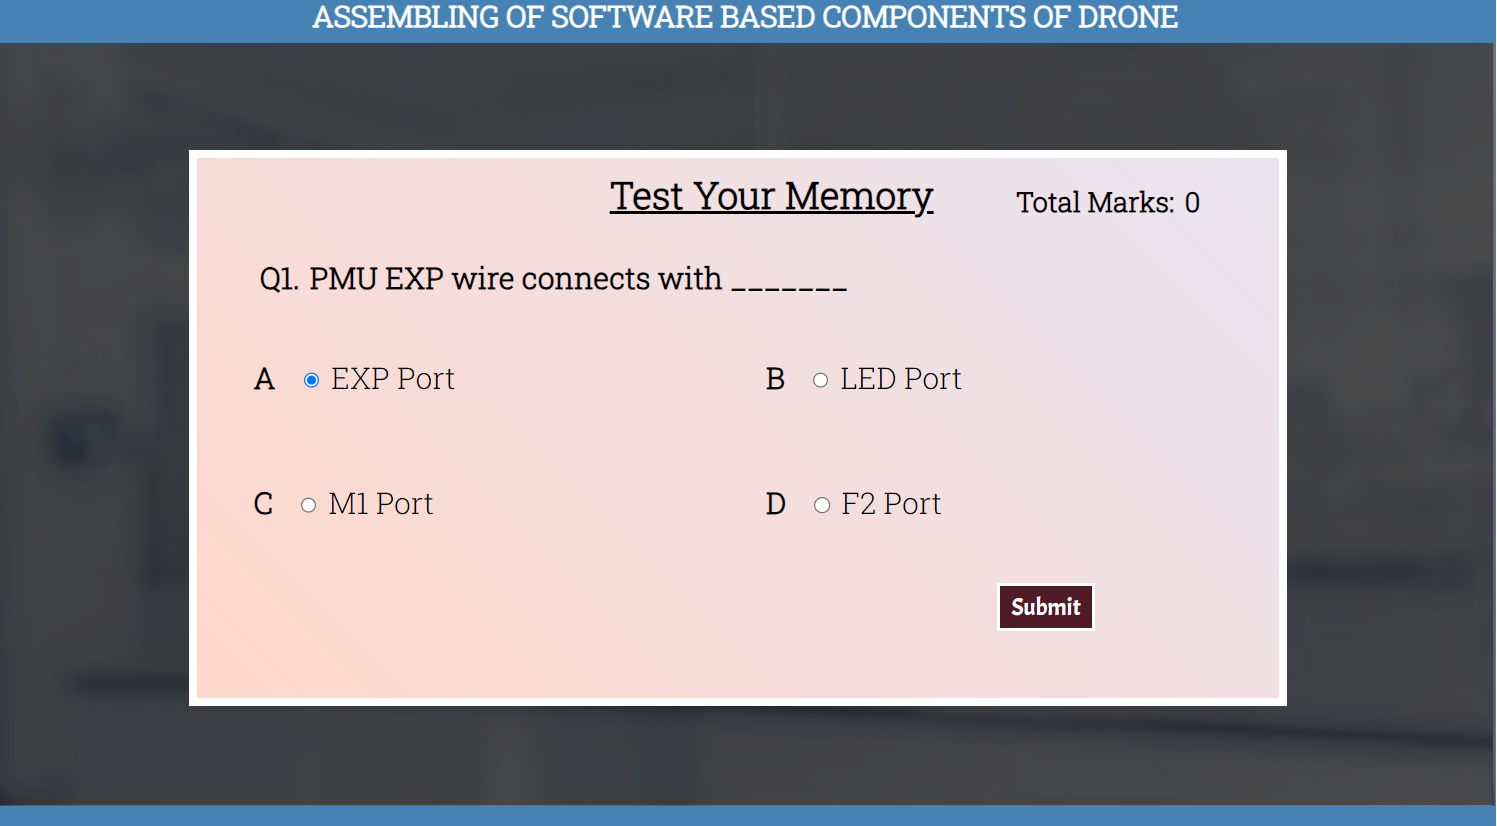 ASSEMBLING OF SOFTWARE BASED COMPONENTS OF DRONE
Test Your Memory
Total Marks: 0
Q1. PMU EXP wire connects with _______
A EXP Port
B LED Port
C M1 Port
D F2 Port
Submit